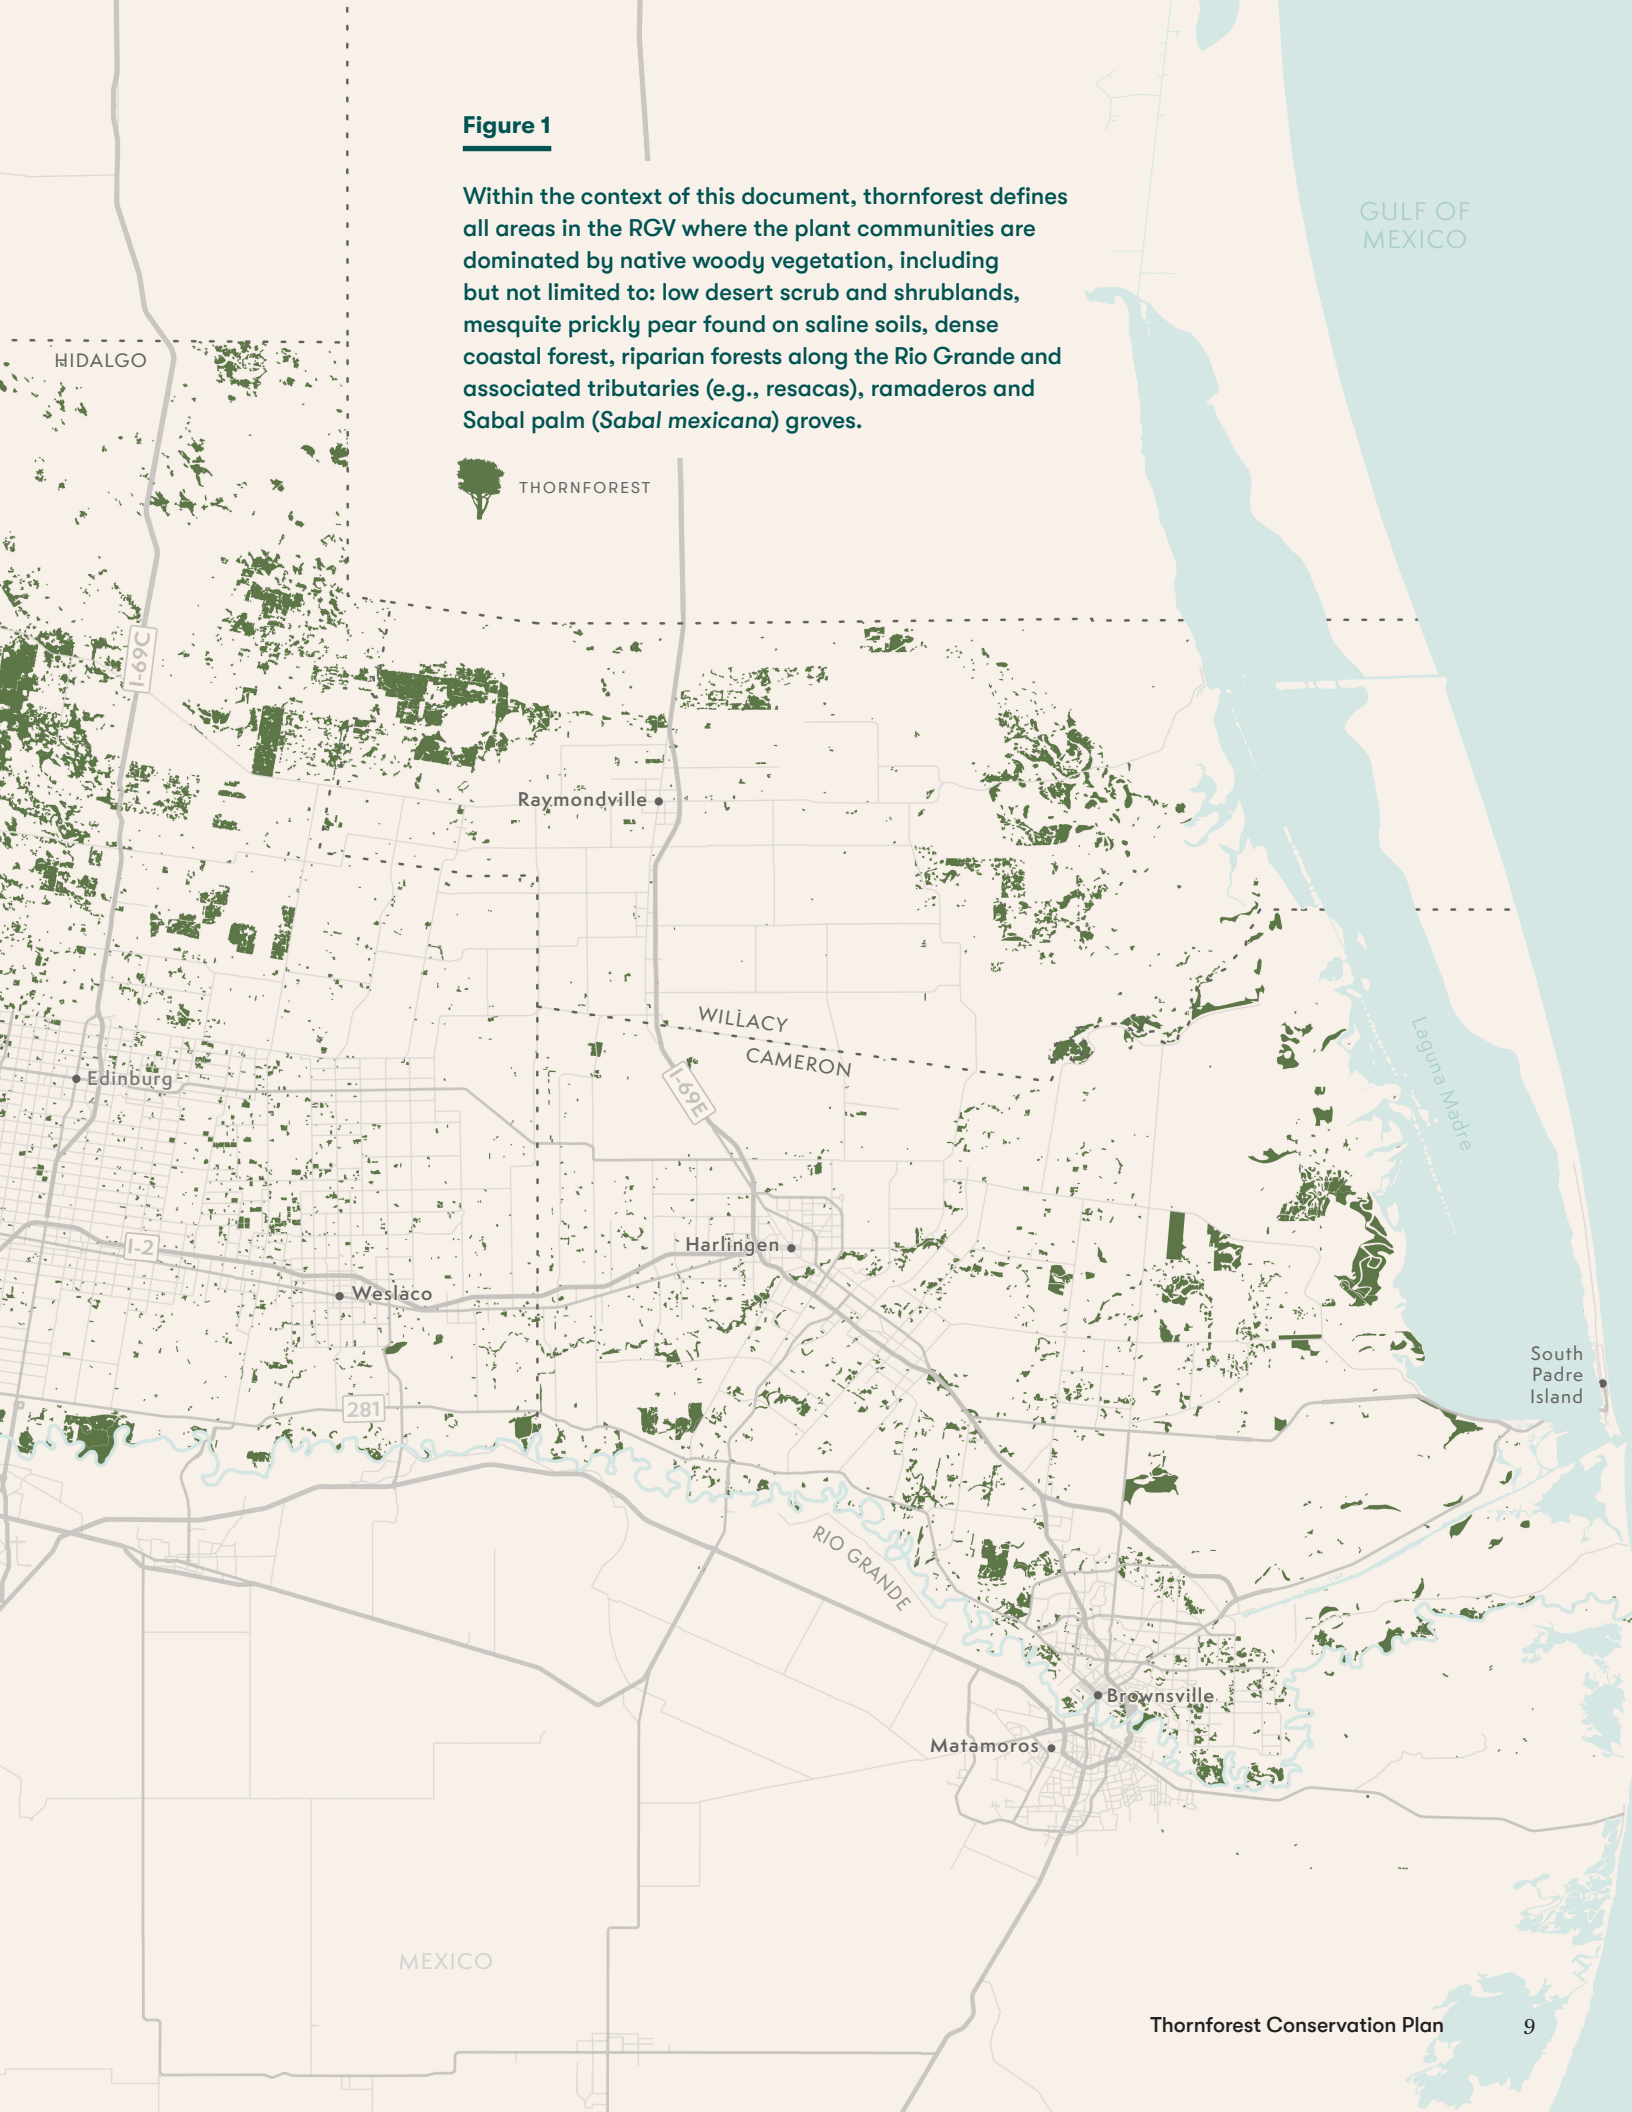 Figure 1
Within the context of this document, thornforest defines
all areas in the RGV where the plant communities are
dominated by native woody vegetation, including
but not limited to: low desert scrub and shrublands,
mesquite prickly pear found on saline soils, dense
coastal forest, riparian forests along the Rio Grande and
associated tributaries (e.g., resacas), ramaderos and
Sabal palm (Sabal mexicana) groves.
THORNFOREST
GULF OF
MEXICO
HIDALGO
I-69C
Raymondville
WILLACY
CAMERON
Laguna Madre
Edinburg
I-69E
I-2
Harlingen
Weslaco
South
Padre
Island
281
RIO GRANDE
Brownsville
Matamoros
MEXICO
Thornforest Conservation Plan
9